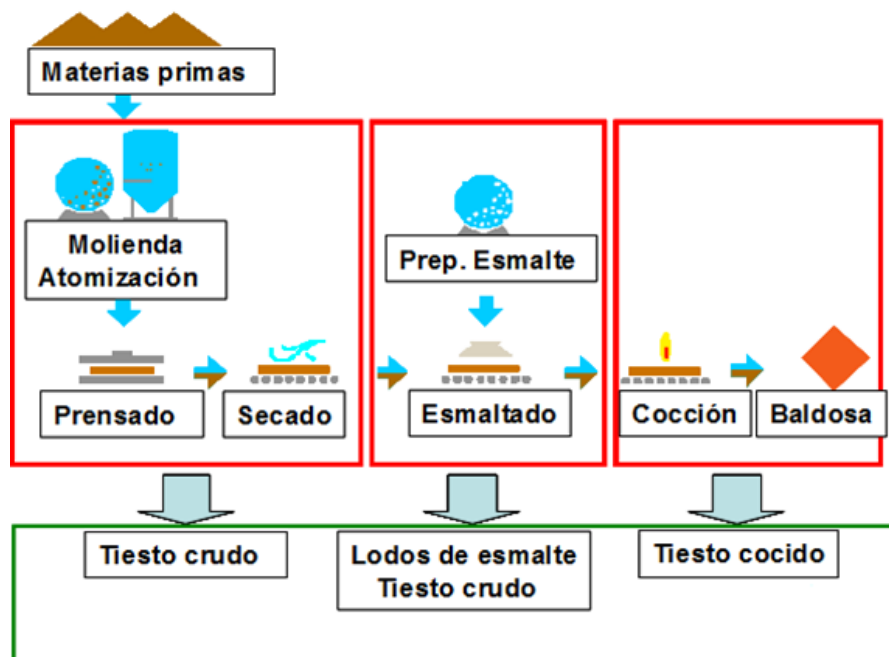 Materias primas
Molienda
Atomización
Prep. Esmalte
Prensado
Secado
Esmaltado
Cocción
Baldosa
Tiesto crudo
Lodos de esmalte
Tiesto crudo
Tiesto cocido